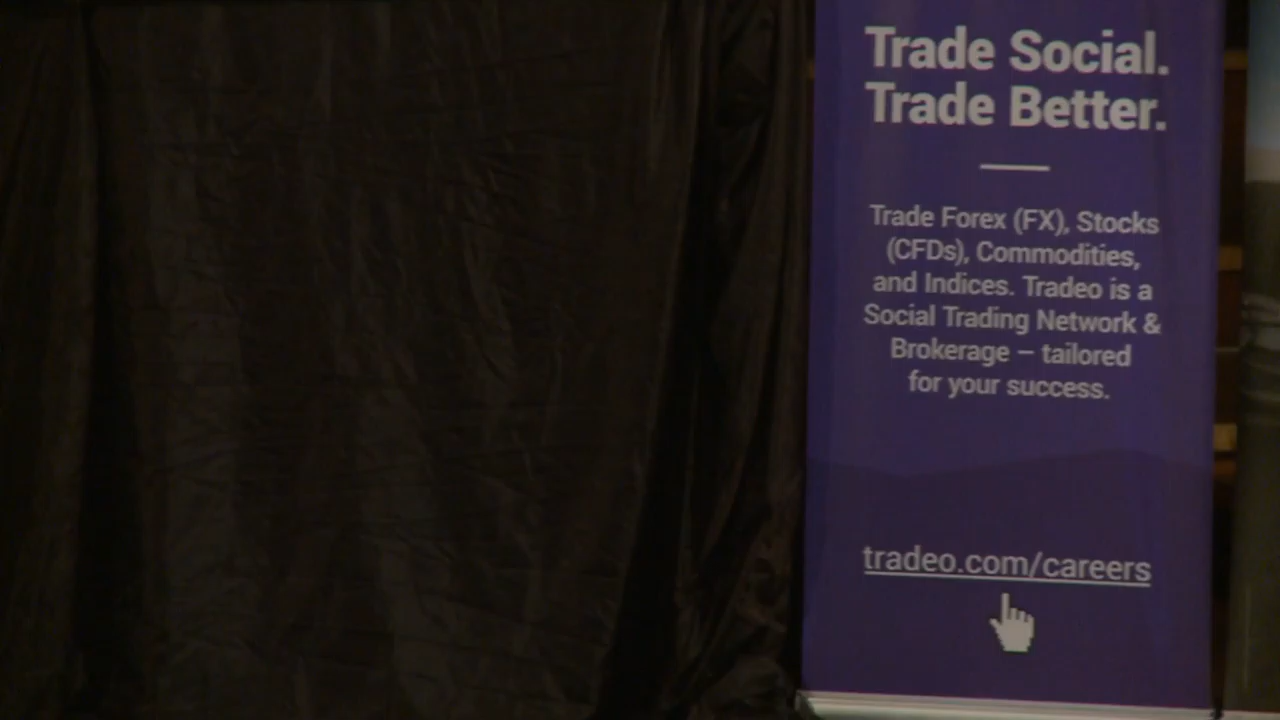 Trade Social.
Trade Better.
Trade Forex (FX), Stocks
(CFDs), Commodities,
and Indices. Tradeo is a
Social Trading Network &
Brokerage – tailored
for your success.
tradeo.com/careers